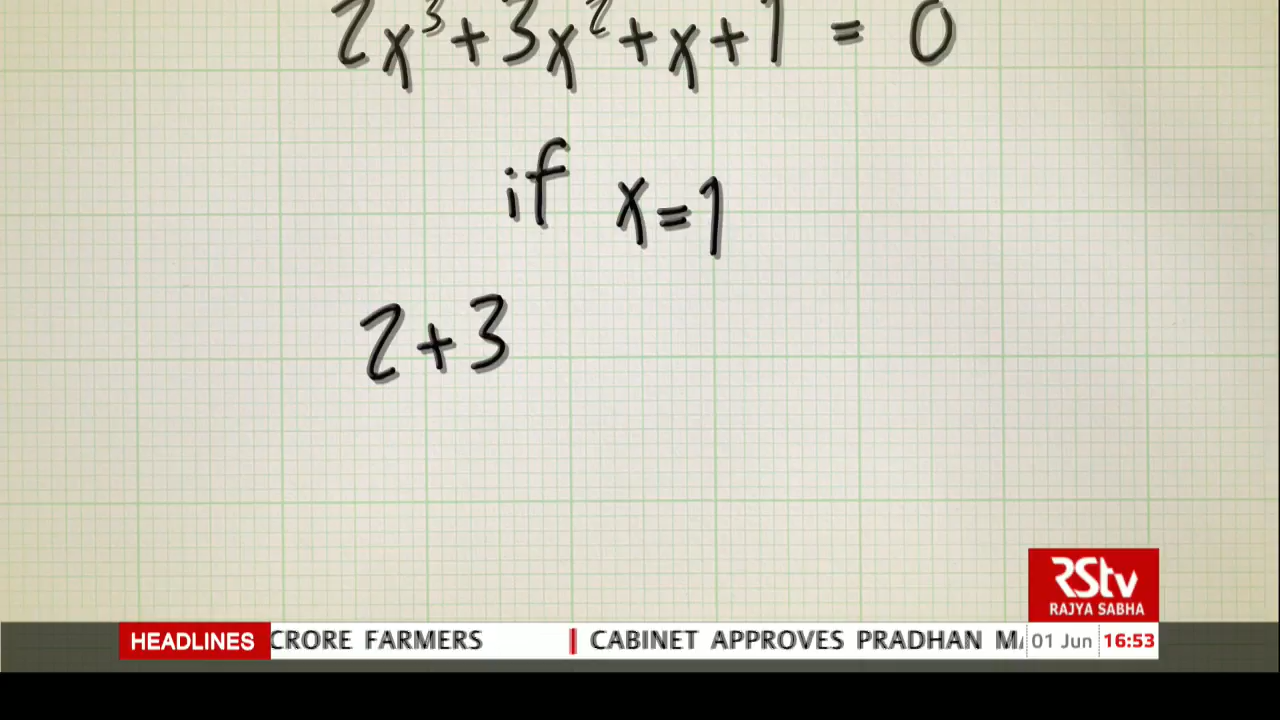 2x³+3x²+x+1 = 0
if x=1
2+3
RSTV
RAJYA SABHA
HEADLINES CRORE FARMERS | CABINET APPROVES PRADHAN 01 Jun 16:53